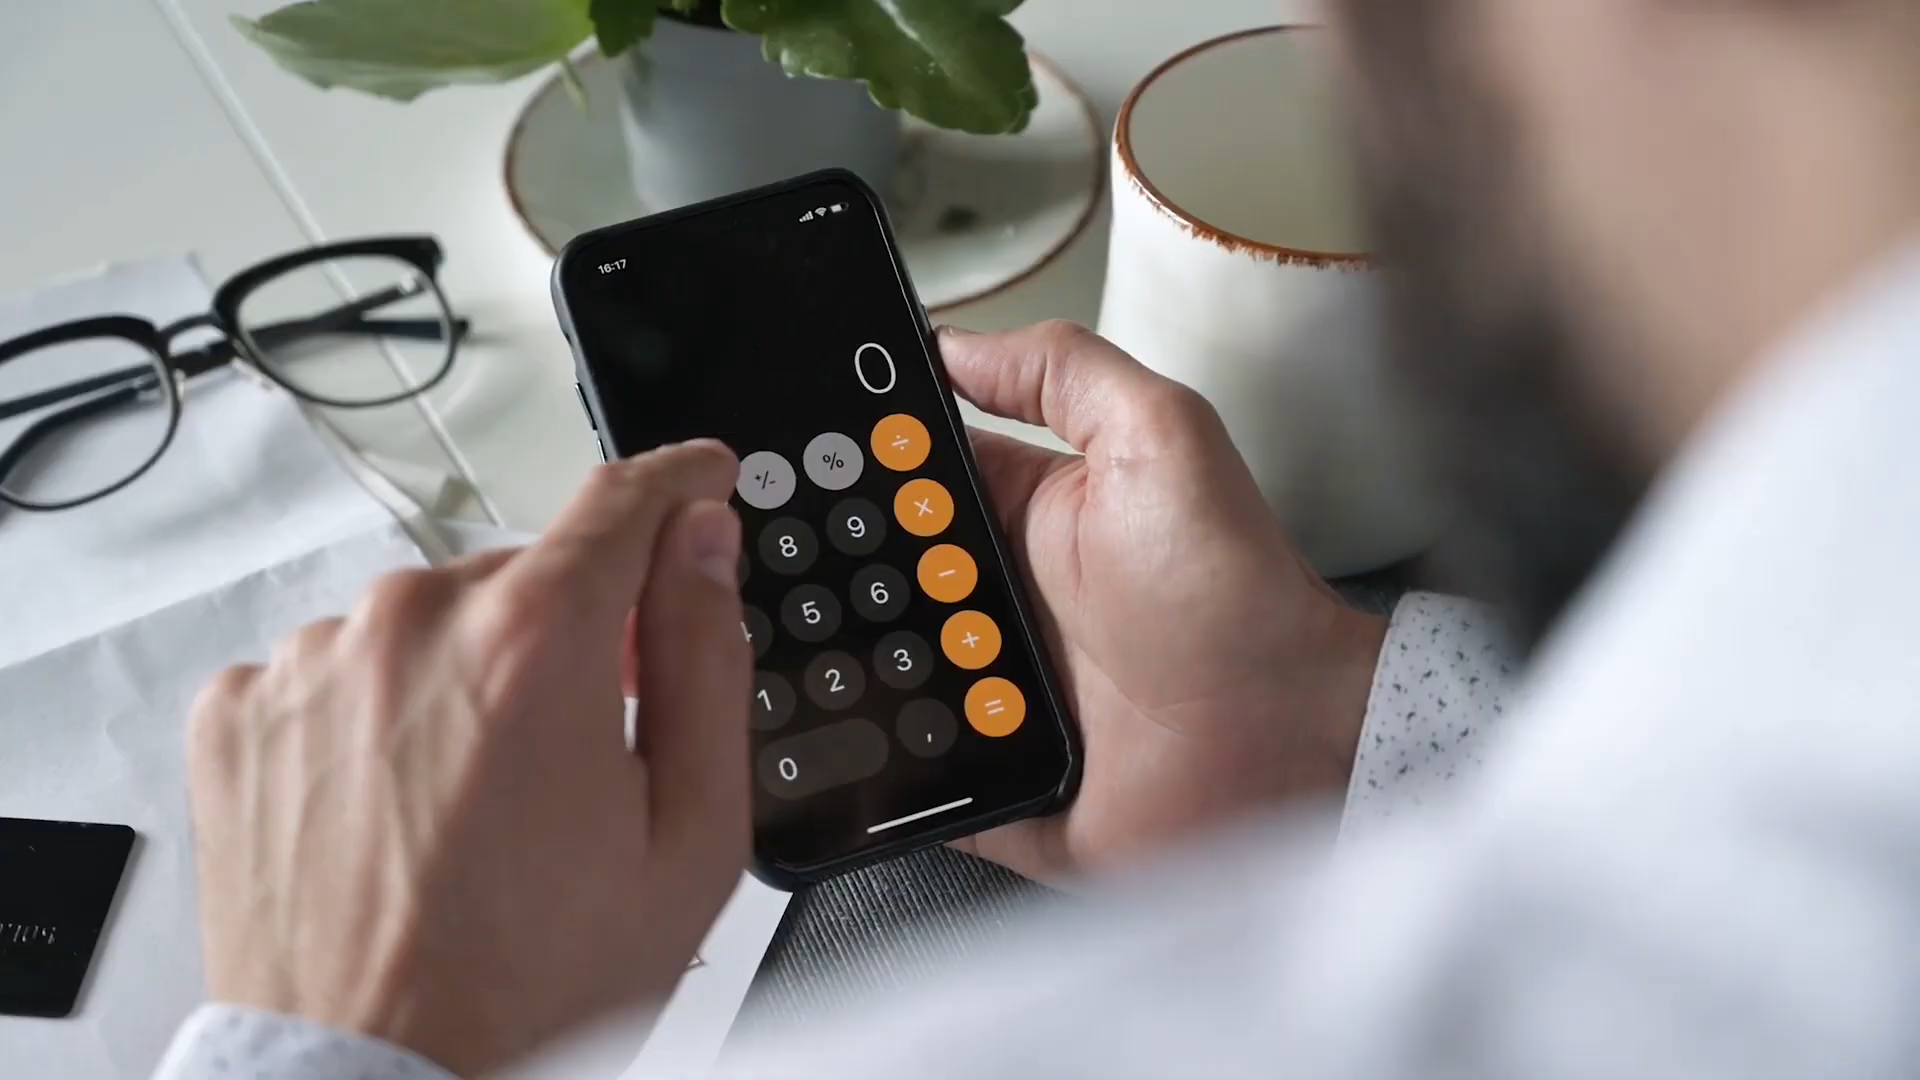 16:17
0
+/- % ÷
8 9 ×
5 6 −
1 2 3 +
0 , =